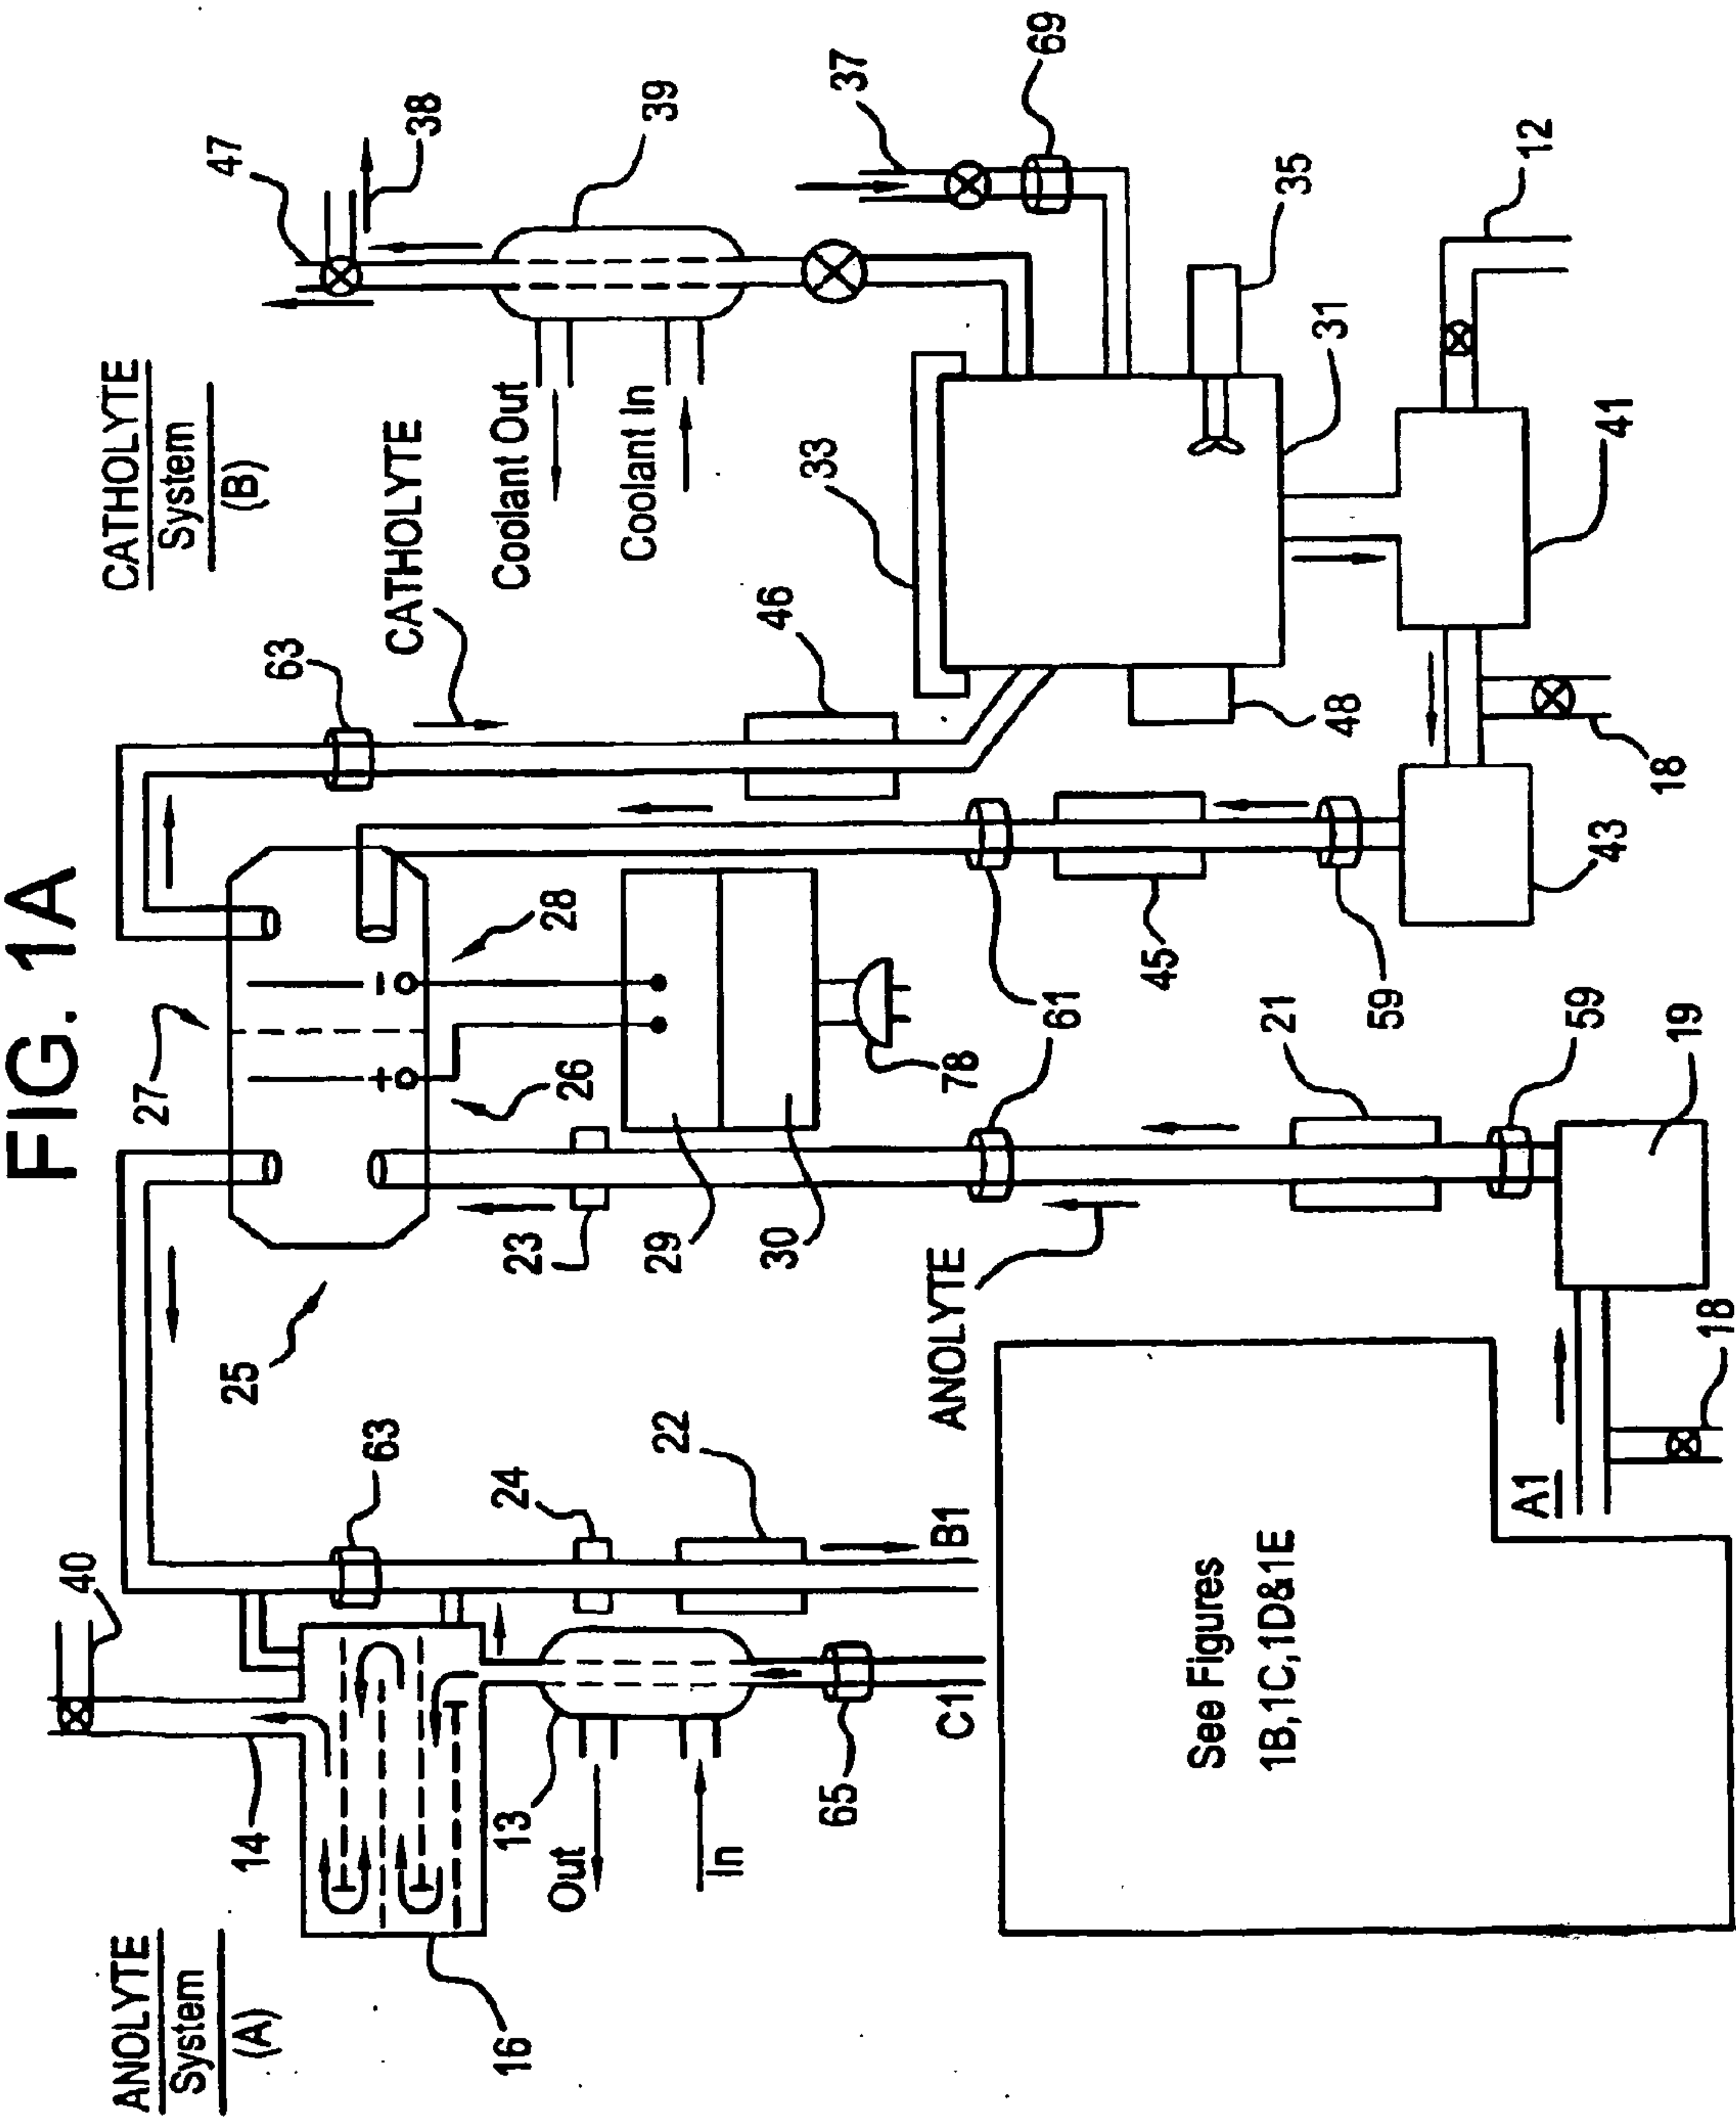 FIG. 1A
ANOLYTE
System
(A)
CATHOLYTE
System
(B)
40
14
16
63
24
22
13
Out
In
65
C1
B1
25
27
26
28
23
29
30
78
ANOLYTE
61
21
59
19
A1
18
See Figures
1B,1C,1D&1E
63
CATHOLYTE
46
45
59
43
18
47
38
39
Coolant Out
Coolant In
37
69
33
35
31
48
41
12